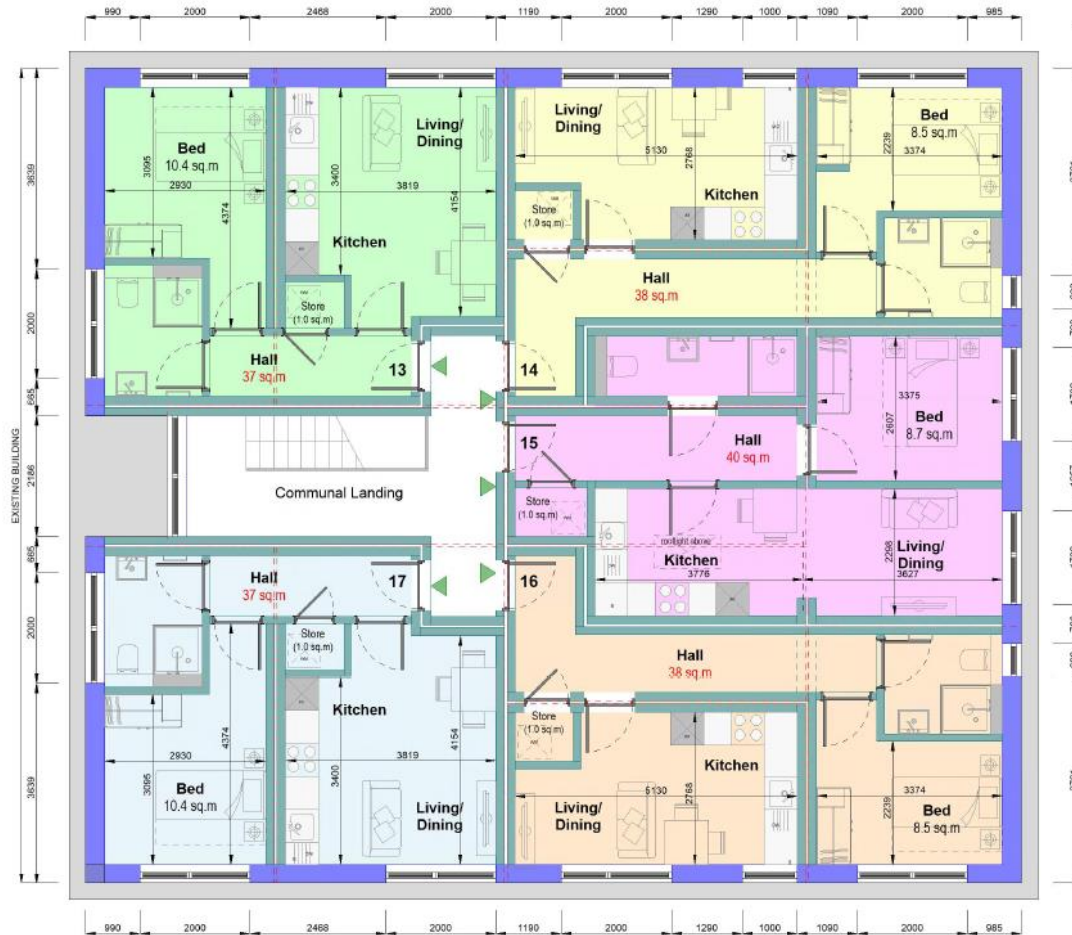 990 2000 2468 2000 1190 2000 1290 1000 1090 2000 985
EXISTING BUILDING
3639
2000
665
2186
665
2000
3639
Bed
10.4 sq.m
3095
2930
4374
Living/
Dining
3400
3819
4154
Kitchen
Store
(1.0 sq.m)
Hall
37 sq.m
13
Living/
Dining
5130
2768
Kitchen
Store
(1.0 sq.m)
Bed
8.5 sq.m
2239
3374
Hall
38 sq.m
14
15
Hall
40 sq.m
3375
2607
Bed
8.7 sq.m
Store
(1.0 sq.m)
rooflight above
Kitchen
3776
2298
Living/
Dining
3627
Communal Landing
17
Hall
37 sq.m
Store
(1.0 sq.m)
Kitchen
3819
3400
4154
Living/
Dining
2930
3095
4374
Bed
10.4 sq.m
16
Hall
38 sq.m
Store
(1.0 sq.m)
Kitchen
5130
2768
Living/
Dining
3374
2239
Bed
8.5 sq.m
990 2000 2468 2000 1190 2000 1290 1000 1090 2000 985